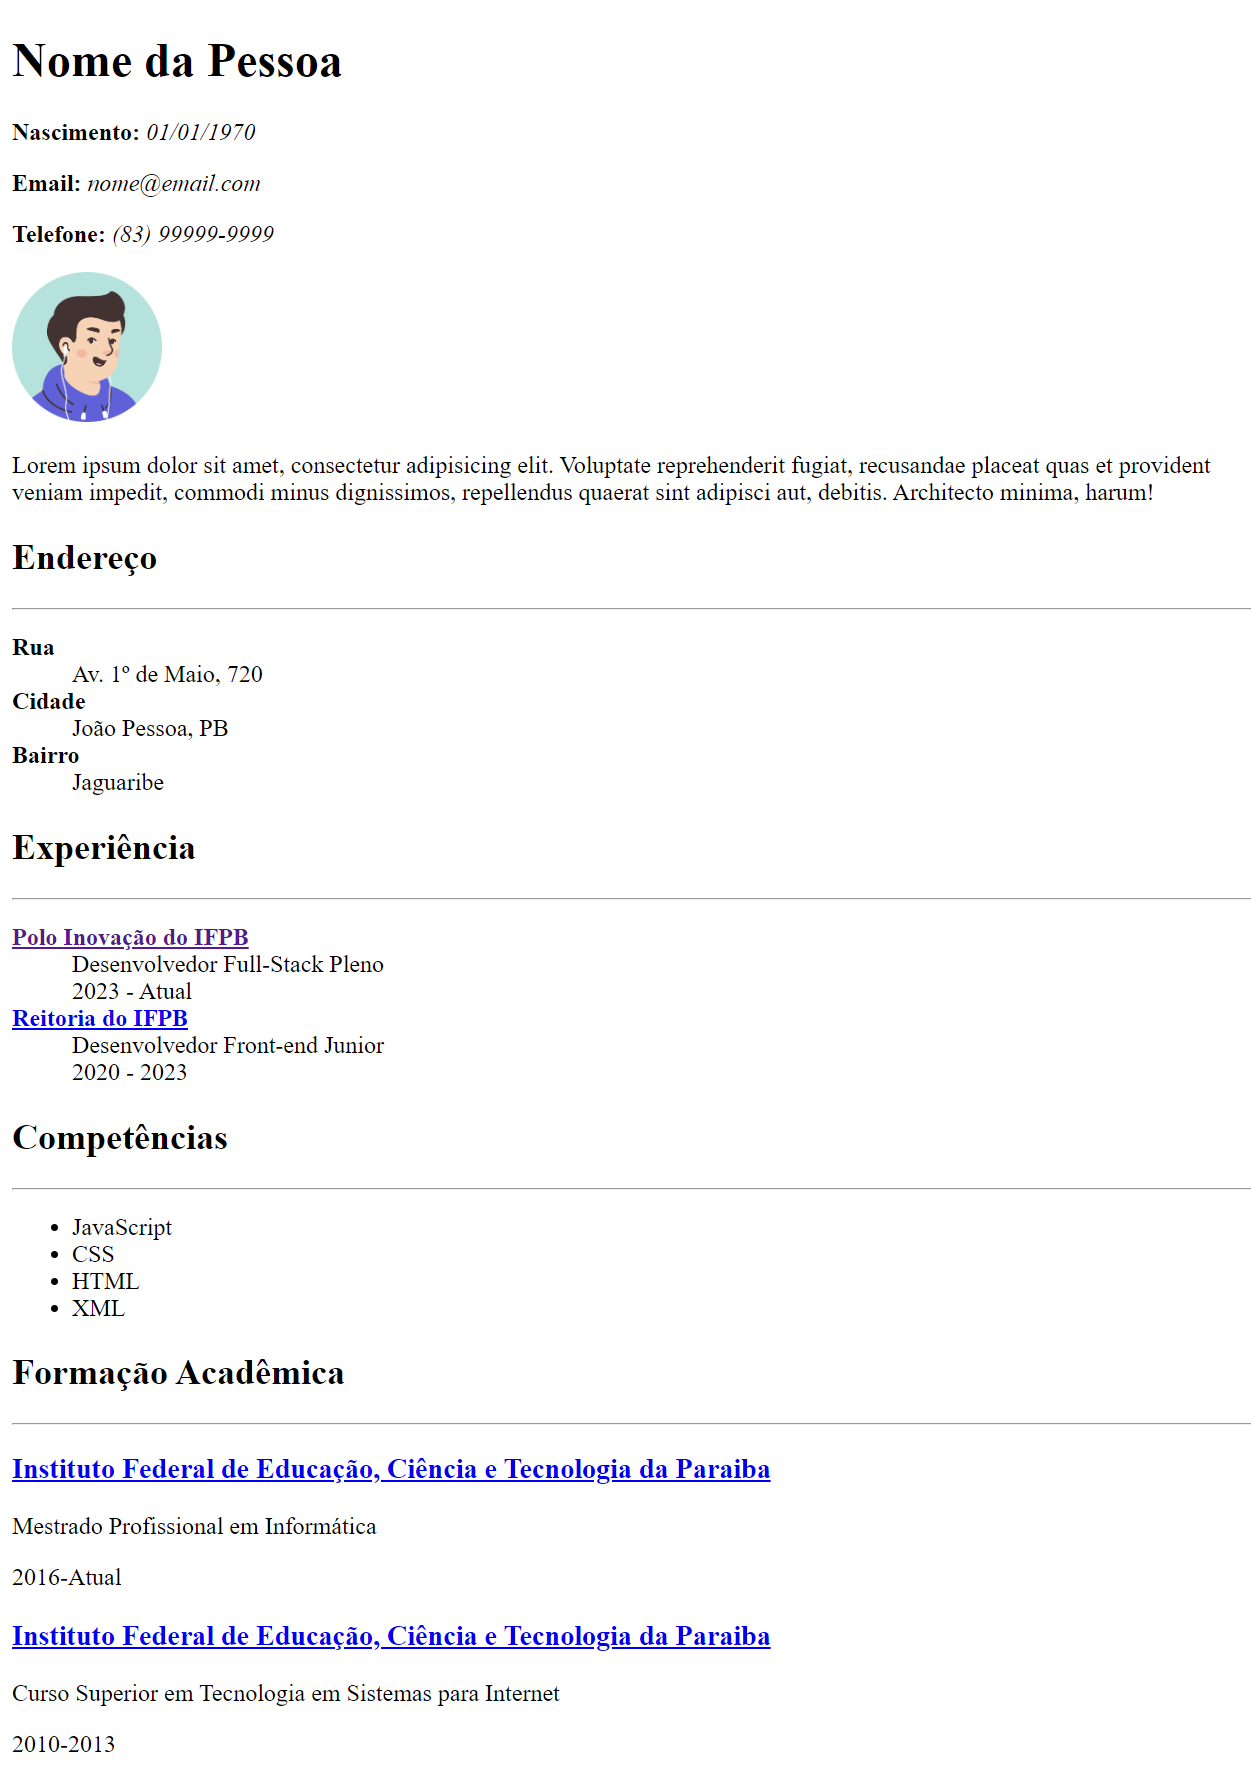 Nome da Pessoa
Nascimento: 01/01/1970
Email: nome@email.com
Telefone: (83) 99999-9999
Lorem ipsum dolor sit amet, consectetur adipisicing elit. Voluptate reprehenderit fugiat, recusandae placeat quas et provident
veniam impedit, commodi minus dignissimos, repellendus quaerat sint adipisci aut, debitis. Architecto minima, harum!
Endereço
Rua
Av. 1º de Maio, 720
Cidade
João Pessoa, PB
Bairro
Jaguaribe
Experiência
Polo Inovação do IFPB
Desenvolvedor Full-Stack Pleno
2023 - Atual
Reitoria do IFPB
Desenvolvedor Front-end Junior
2020 - 2023
Competências
• JavaScript
• CSS
• HTML
• XML
Formação Acadêmica
Instituto Federal de Educação, Ciência e Tecnologia da Paraiba
Mestrado Profissional em Informática
2016-Atual
Instituto Federal de Educação, Ciência e Tecnologia da Paraiba
Curso Superior em Tecnologia em Sistemas para Internet
2010-2013